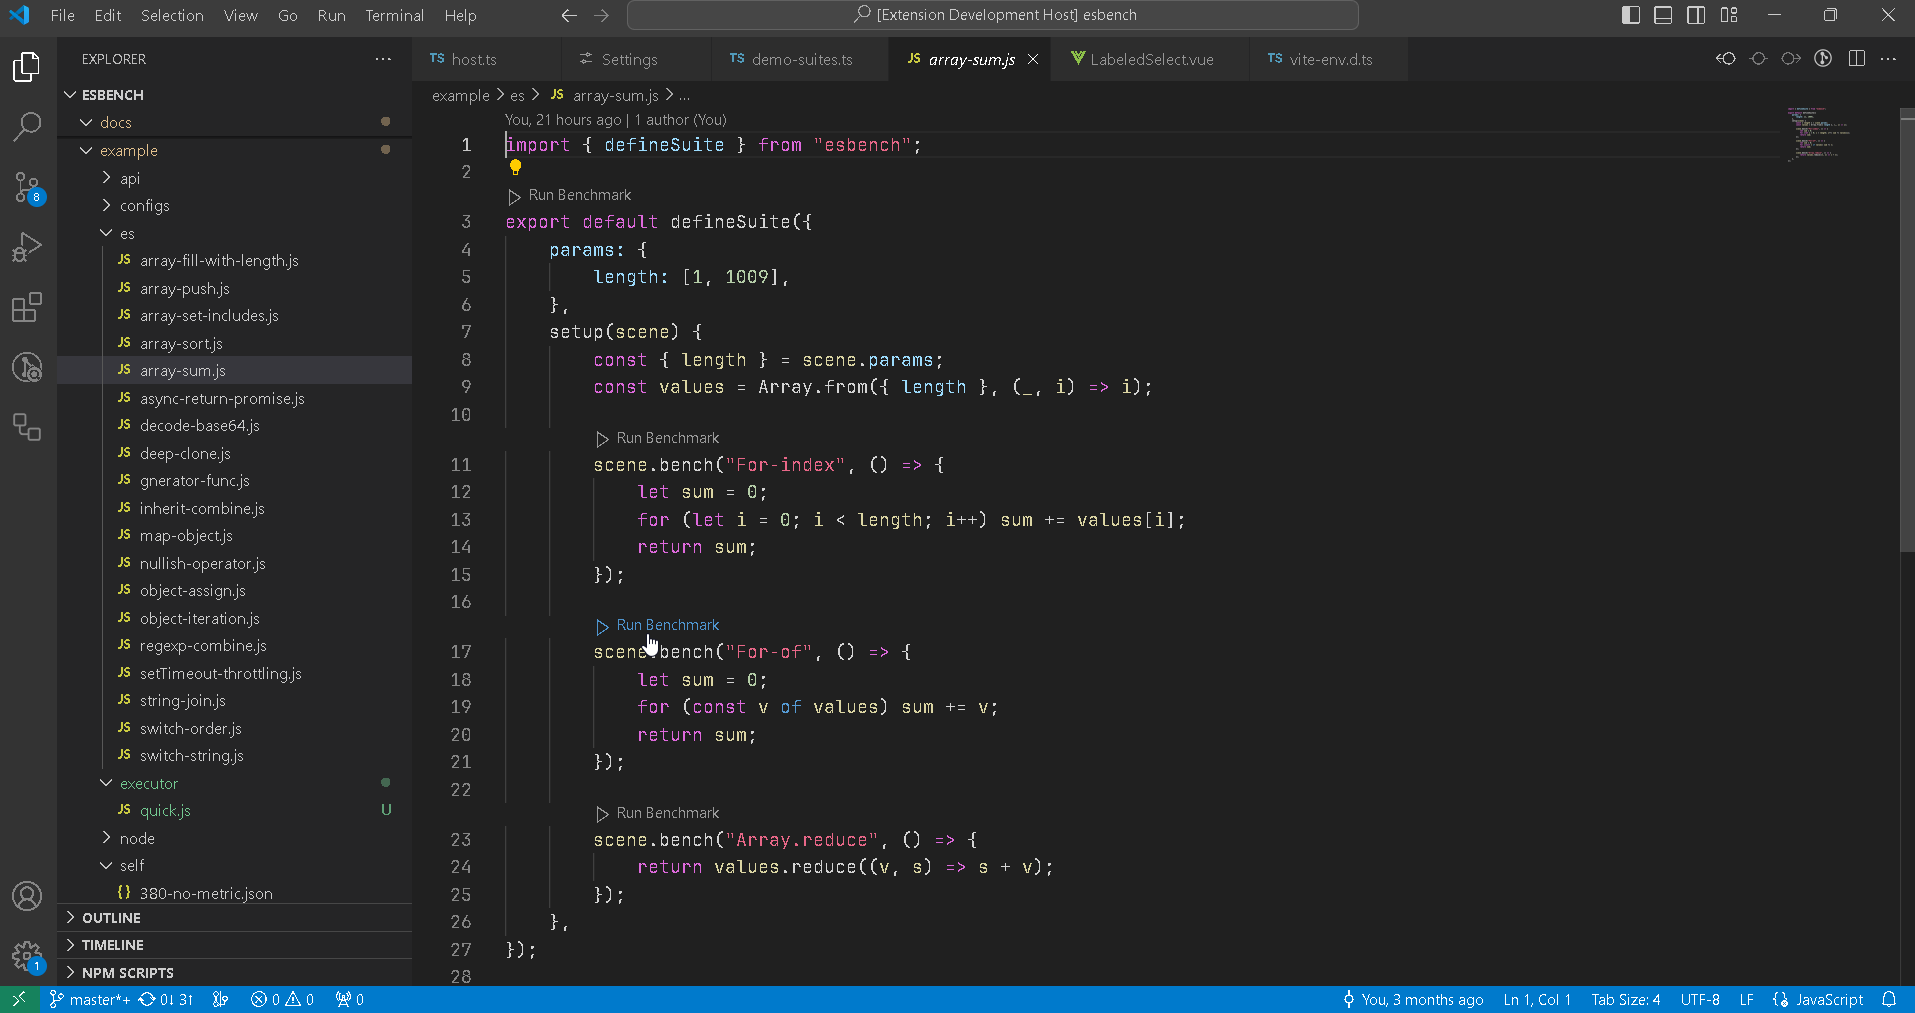 File Edit Selection View Go Run Terminal Help
[Extension Development Host] esbench
EXPLORER
ESBENCH
docs
example
api
configs
es
JS array-fill-with-length.js
JS array-push.js
JS array-set-includes.js
JS array-sort.js
JS array-sum.js
JS async-return-promise.js
JS decode-base64.js
JS deep-clone.js
JS gnerator-func.js
JS inherit-combine.js
JS map-object.js
JS nullish-operator.js
JS object-assign.js
JS object-iteration.js
JS regexp-combine.js
JS setTimeout-throttling.js
JS string-join.js
JS switch-order.js
JS switch-string.js
executor
JS quick.js U
node
self
{} 380-no-metric.json
OUTLINE
TIMELINE
NPM SCRIPTS
8
1
TS host.ts
Settings
TS demo-suites.ts
JS array-sum.js
LabeledSelect.vue
TS vite-env.d.ts
example > es > JS array-sum.js > ...
You, 21 hours ago | 1 author (You)
1 import { defineSuite } from "esbench";
2
Run Benchmark
3 export default defineSuite({
4 params: {
5 length: [1, 1009],
6 },
7 setup(scene) {
8 const { length } = scene.params;
9 const values = Array.from({ length }, (_, i) => i);
10
Run Benchmark
11 scene.bench("For-index", () => {
12 let sum = 0;
13 for (let i = 0; i < length; i++) sum += values[i];
14 return sum;
15 });
16
Run Benchmark
17 scene.bench("For-of", () => {
18 let sum = 0;
19 for (const v of values) sum += v;
20 return sum;
21 });
22
Run Benchmark
23 scene.bench("Array.reduce", () => {
24 return values.reduce((v, s) => s + v);
25 });
26 },
27 });
28
master*+ 0↓ 3↑ 0 0 0
You, 3 months ago Ln 1, Col 1 Tab Size: 4 UTF-8 LF JavaScript